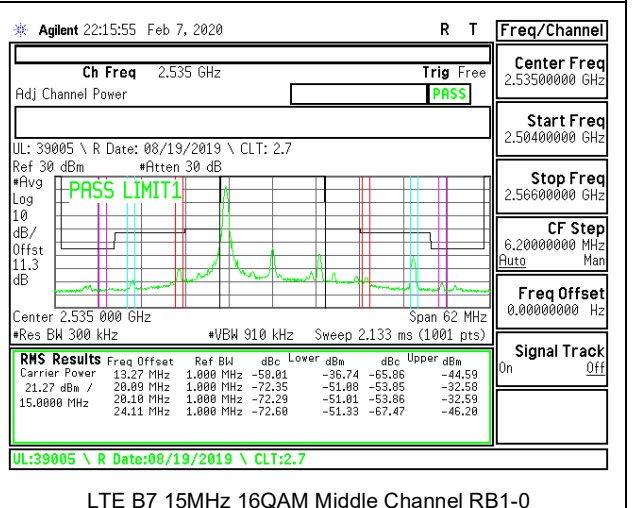 Agilent 22:15:55 Feb 7, 2020 R T
Freq/Channel
Ch Freq 2.535 GHz Trig Free
Adj Channel Power PASS
UL: 39005 \ R Date: 08/19/2019 \ CLT: 2.7
Ref 30 dBm #Atten 30 dB
#Avg
Log
10
dB/
Offst
11.3
dB
PASS LIMIT1
Center 2.535 000 GHz Span 62 MHz
#Res BW 300 kHz #VBW 910 kHz Sweep 2.133 ms (1001 pts)
RMS Results Freq Offset Ref BW dBc Lower dBm dBc Upper dBm
Carrier Power 13.27 MHz 1.000 MHz -58.01 -36.74 -65.86 -44.59
21.27 dBm / 20.09 MHz 1.000 MHz -72.35 -51.08 -53.85 -32.58
15.0000 MHz 20.10 MHz 1.000 MHz -72.29 -51.01 -53.86 -32.59
24.11 MHz 1.000 MHz -72.60 -51.33 -67.47 -46.20
UL:39005 \ R Date:08/19/2019 \ CLT:2.7
Center Freq
2.53500000 GHz
Start Freq
2.50400000 GHz
Stop Freq
2.56600000 GHz
CF Step
6.20000000 MHz
Auto Man
Freq Offset
0.00000000 Hz
Signal Track
On Off
LTE B7 15MHz 16QAM Middle Channel RB1-0